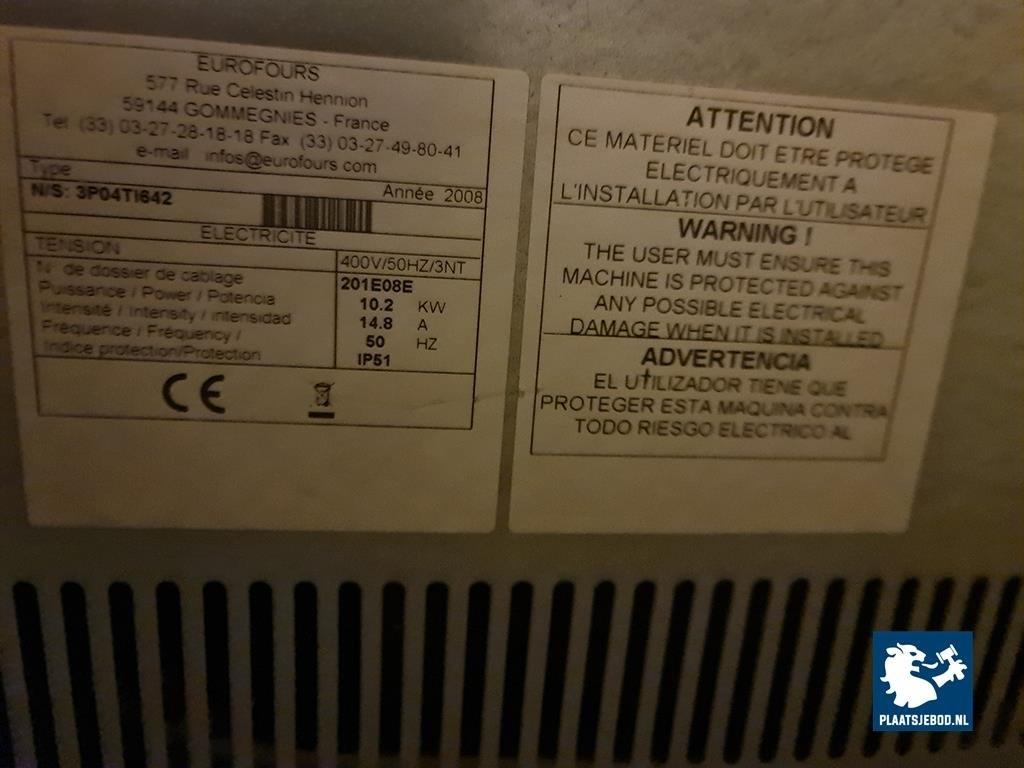 EUROFOURS
577 Rue Celestin Hennion
59144 GOMMEGNIES - France
Tel (33) 03-27-28-18-18 Fax (33) 03-27-49-80-41
e-mail infos@eurofours com
Type
N/S: 3P04TI642
Année 2008
ELECTRICITE
TENSION 400V/50HZ/3NT
N° de dossier de cablage 201E08E
Puissance / Power / Potencia 10.2 KW
Intensité / Intensity / intensidad 14.8 A
Fréquence / Fréquency / 50 HZ
Indice protection/Protection IP51
CE
ATTENTION
CE MATERIEL DOIT ETRE PROTEGE
ELECTRIQUEMENT A
L'INSTALLATION PAR L'UTILISATEUR
WARNING !
THE USER MUST ENSURE THIS
MACHINE IS PROTECTED AGAINST
ANY POSSIBLE ELECTRICAL
DAMAGE WHEN IT IS INSTALLED
ADVERTENCIA
EL UTILIZADOR TIENE QUE
PROTEGER ESTA MAQUINA CONTRA
TODO RIESGO ELECTRICO AL
PLAATSJEBOD.NL